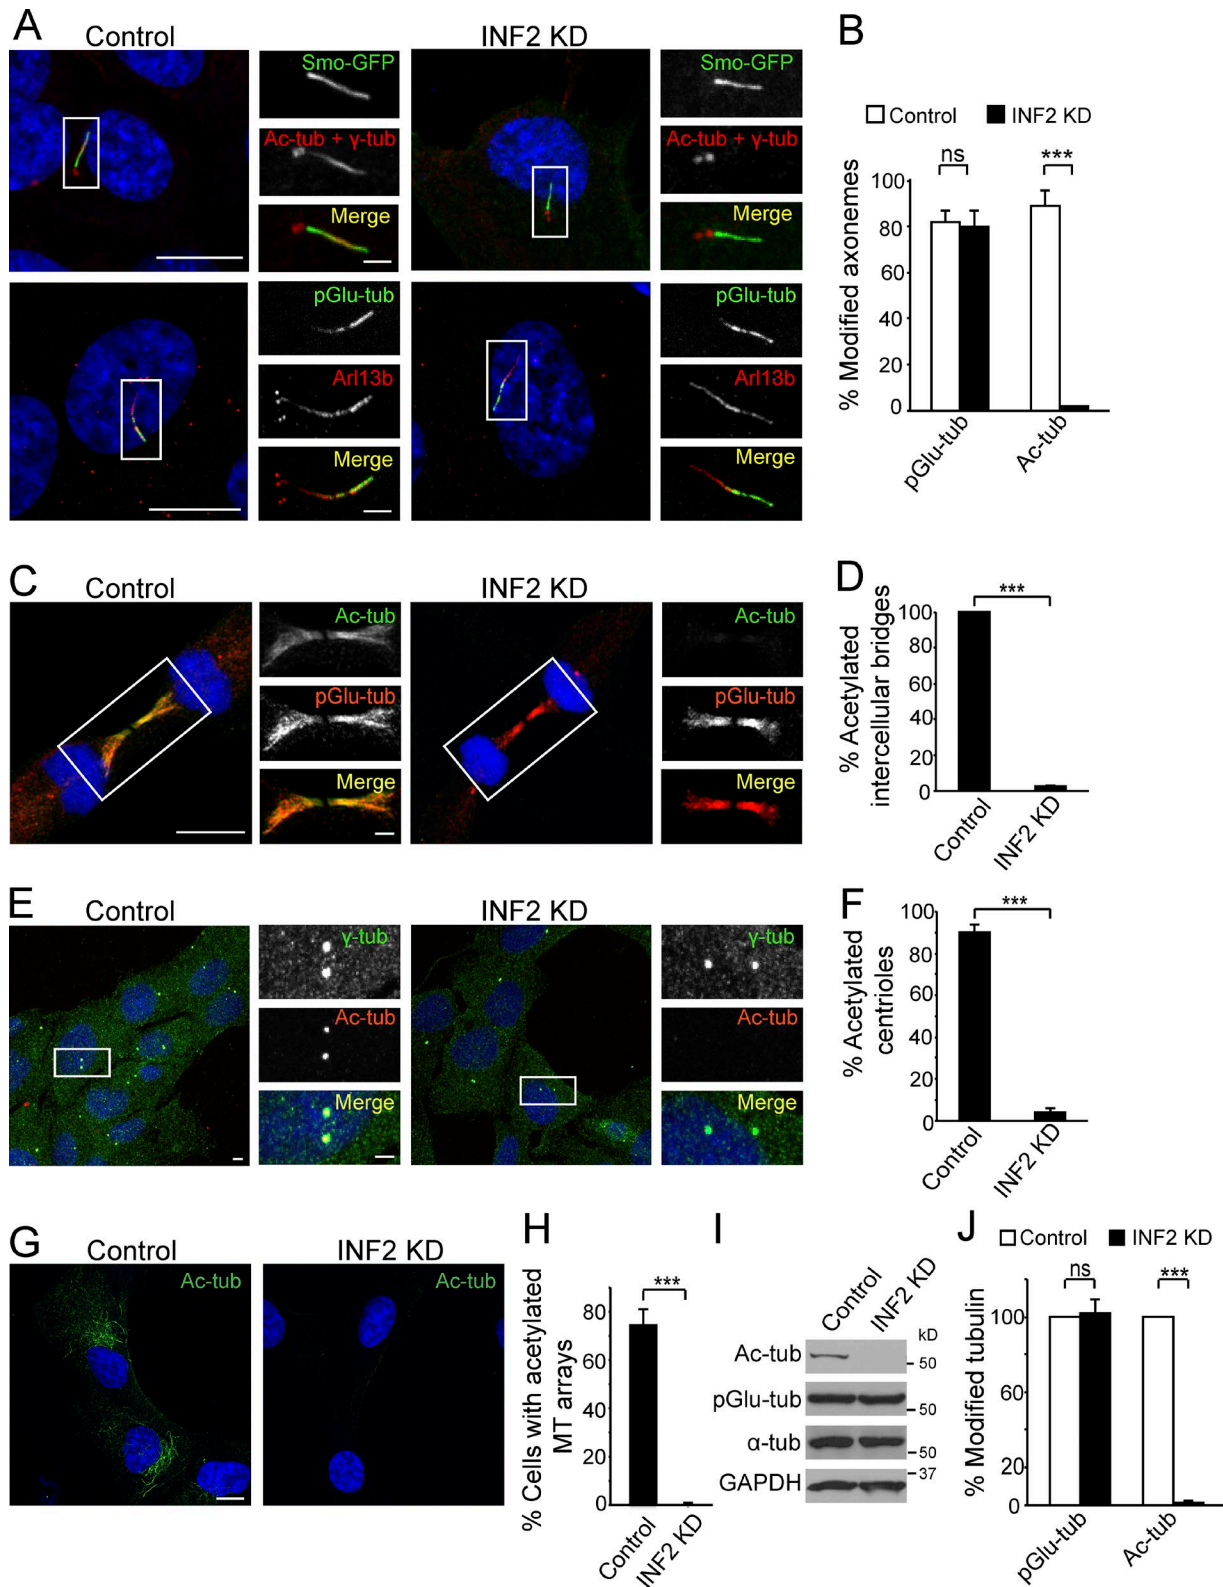 A
Control
INF2 KD
Smo-GFP
Ac-tub + γ-tub
Merge
Smo-GFP
Ac-tub + γ-tub
Merge
pGlu-tub
Arl13b
Merge
pGlu-tub
Arl13b
Merge
B
Control INF2 KD
ns ***
% Modified axonemes
100
80
60
40
20
0
pGlu-tub
Ac-tub
C
Control
INF2 KD
Ac-tub
pGlu-tub
Merge
Ac-tub
pGlu-tub
Merge
D
***
% Acetylated
intercellular bridges
100
80
60
40
20
0
Control
INF2 KD
E
Control
INF2 KD
γ-tub
Ac-tub
Merge
γ-tub
Ac-tub
Merge
F
***
% Acetylated
centrioles
100
80
60
40
20
0
Control
INF2 KD
G
Control
INF2 KD
Ac-tub
Ac-tub
H
***
% Cells with acetylated
MT arrays
80
60
40
20
0
Control
INF2 KD
I
Control
INF2 KD
kD
Ac-tub
50
pGlu-tub
50
α-tub
50
37
GAPDH
J
Control INF2 KD
ns ***
% Modified tubulin
100
60
40
20
0
pGlu-tub
Ac-tub